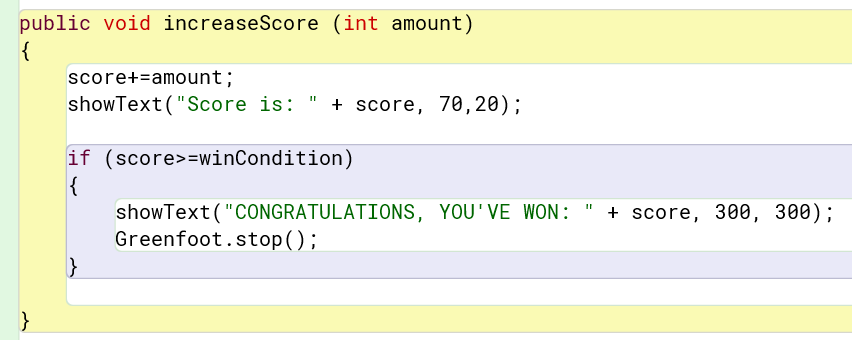 public void increaseScore (int amount)
{
score+=amount;
showText("Score is: " + score, 70,20);
if (score>=winCondition)
{
showText("CONGRATULATIONS, YOU'VE WON: " + score, 300, 300);
Greenfoot.stop();
}
}